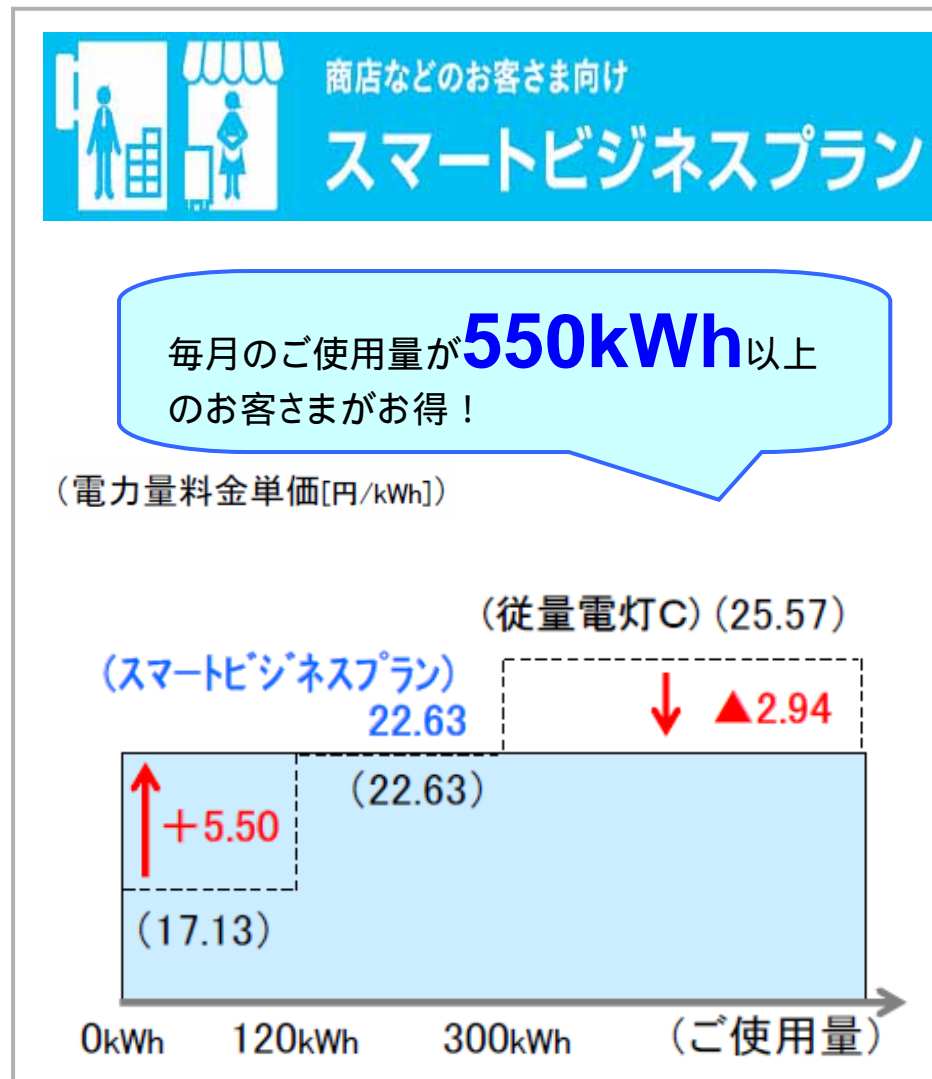 商店などのお客さま向け
スマートビジネスプラン
毎月のご使用量が550kWh以上
のお客さまがお得！
（電力量料金単価[円/kWh]）
（従量電灯C）（25.57）
（スマートビジネスプラン）
22.63
▲2.94
（22.63）
＋5.50
（17.13）
0kWh 120kWh 300kWh （ご使用量）